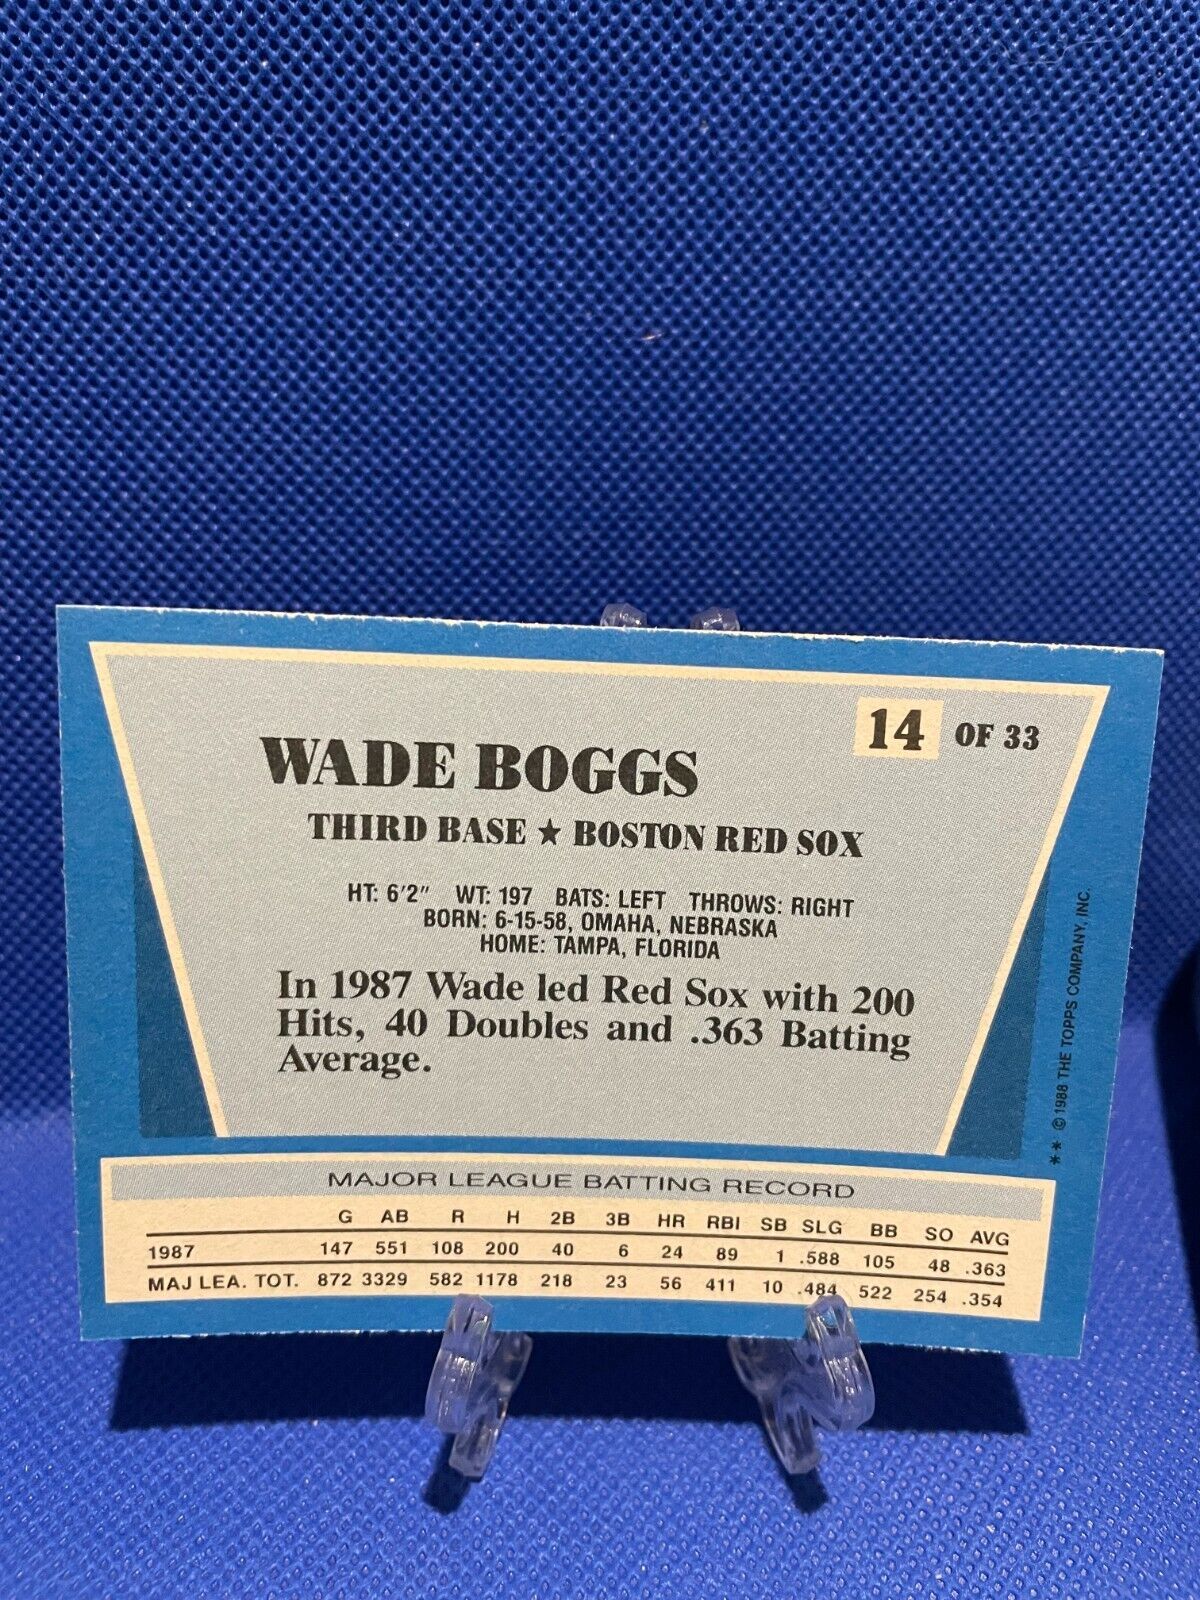 14 OF 33
WADE BOGGS
THIRD BASE ★ BOSTON RED SOX
HT: 6'2" WT: 197 BATS: LEFT THROWS: RIGHT
BORN: 6-15-58, OMAHA, NEBRASKA
HOME: TAMPA, FLORIDA
In 1987 Wade led Red Sox with 200
Hits, 40 Doubles and .363 Batting
Average.
** © 1988 THE TOPPS COMPANY, INC.
MAJOR LEAGUE BATTING RECORD
G AB R H 2B 3B HR RBI SB SLG BB SO AVG
1987 147 551 108 200 40 6 24 89 1 .588 105 48 .363
MAJ LEA. TOT. 872 3329 582 1178 218 23 56 411 10 .484 522 254 .354